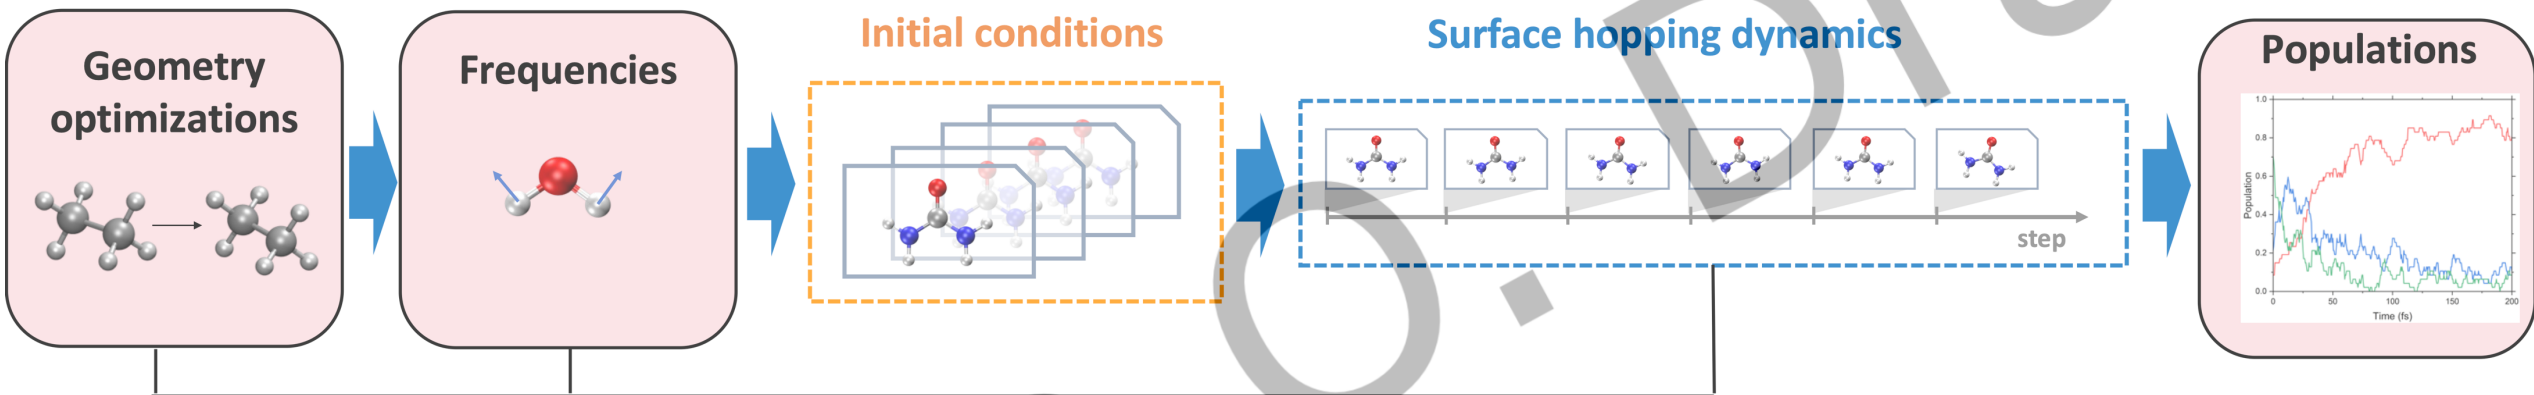 Geometry
optimizations
Frequencies
Initial conditions
Surface hopping dynamics
step
Populations
1.0
0.8
0.6
0.4
0.2
0.0
Population
0
50
100
150
200
Time (fs)